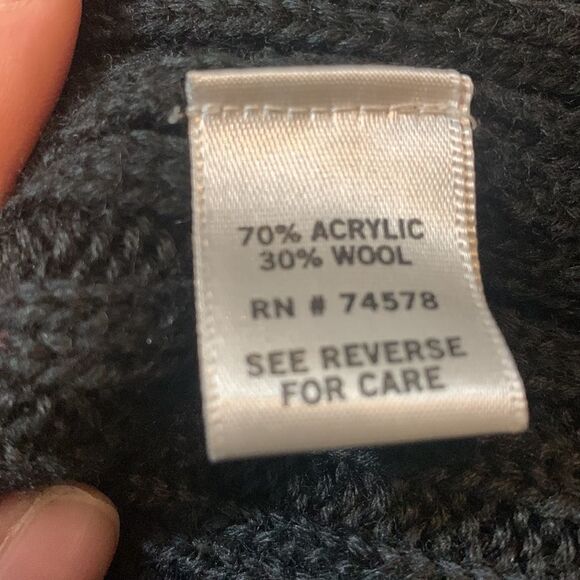 70% ACRYLIC
30% WOOL
RN # 74578
SEE REVERSE
FOR CARE